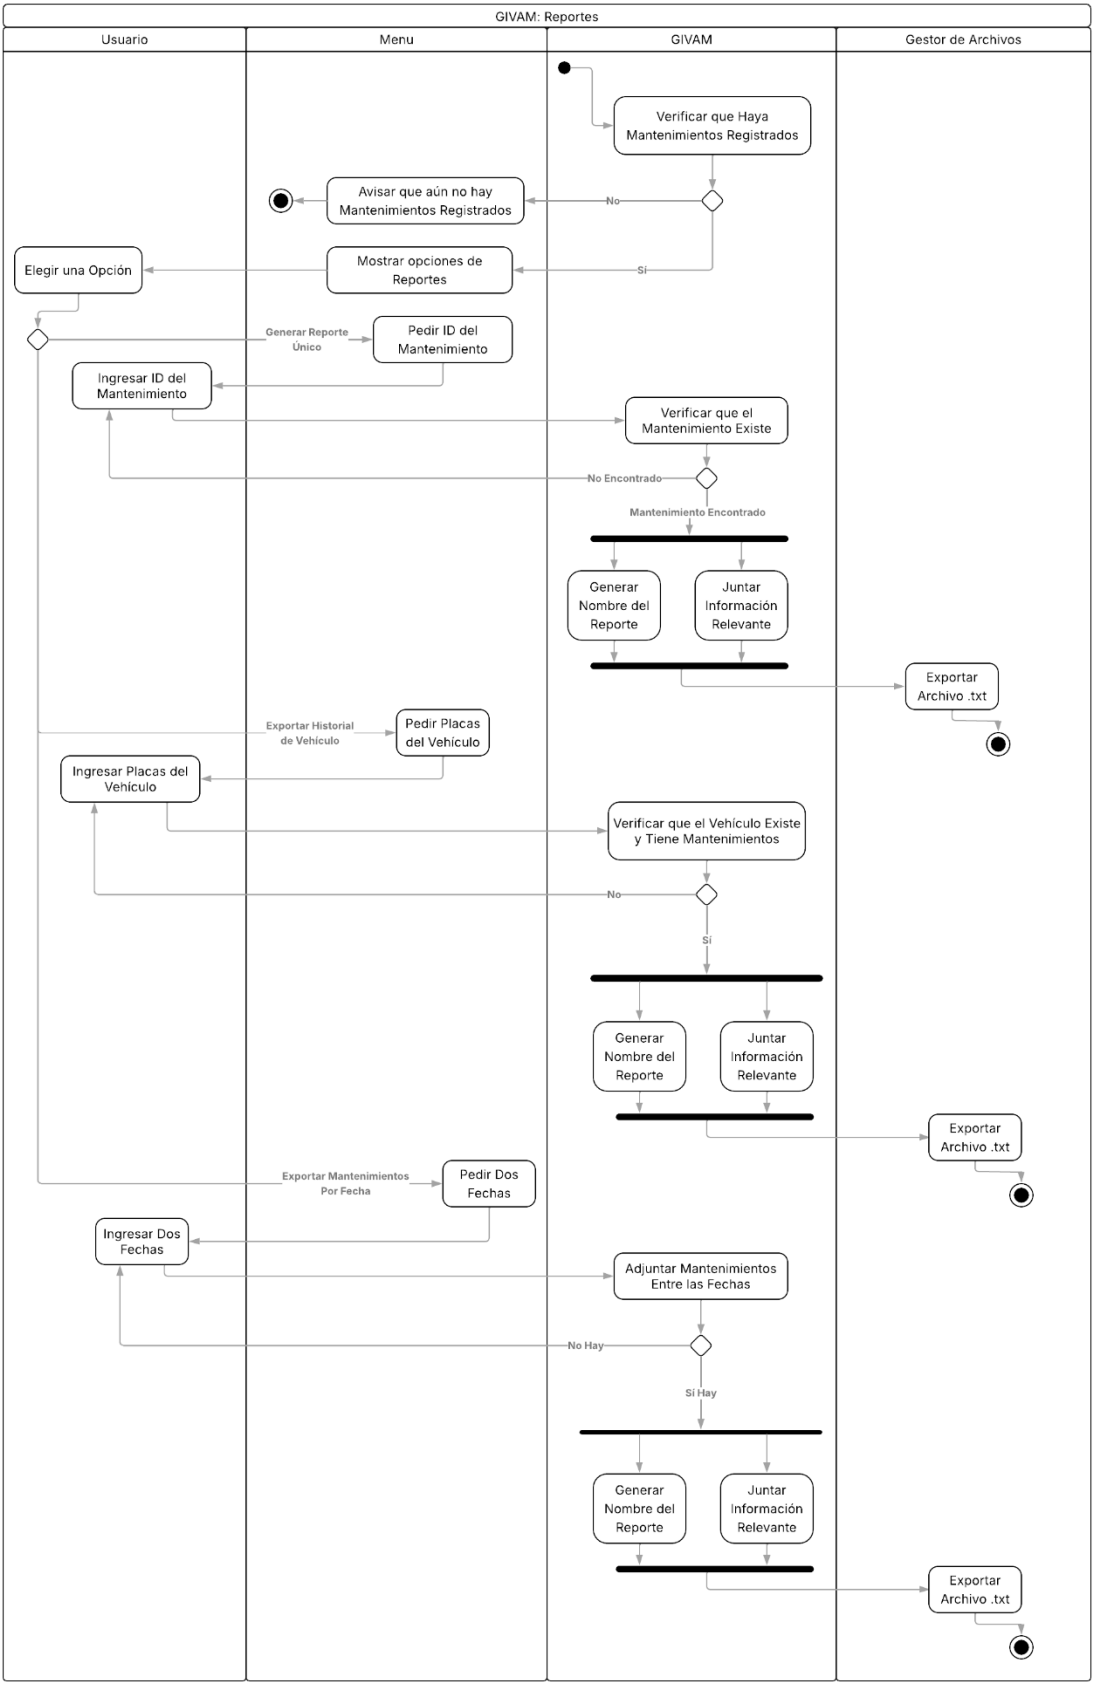 GIVAM: Reportes
Usuario
Menu
GIVAM
Gestor de Archivos
Verificar que Haya
Mantenimientos Registrados
Avisar que aún no hay
Mantenimientos Registrados
No
Elegir una Opción
Mostrar opciones de
Reportes
Sí
Generar Reporte
Único
Pedir ID del
Mantenimiento
Ingresar ID del
Mantenimiento
Verificar que el
Mantenimiento Existe
No Encontrado
Mantenimiento Encontrado
Generar
Nombre del
Reporte
Juntar
Información
Relevante
Exportar
Archivo .txt
Exportar Historial
de Vehículo
Pedir Placas
del Vehículo
Ingresar Placas del
Vehículo
Verificar que el Vehículo Existe
y Tiene Mantenimientos
No
Sí
Generar
Nombre del
Reporte
Juntar
Información
Relevante
Exportar
Archivo .txt
Exportar Mantenimientos
Por Fecha
Pedir Dos
Fechas
Ingresar Dos
Fechas
Adjuntar Mantenimientos
Entre las Fechas
No Hay
Sí Hay
Generar
Nombre del
Reporte
Juntar
Información
Relevante
Exportar
Archivo .txt